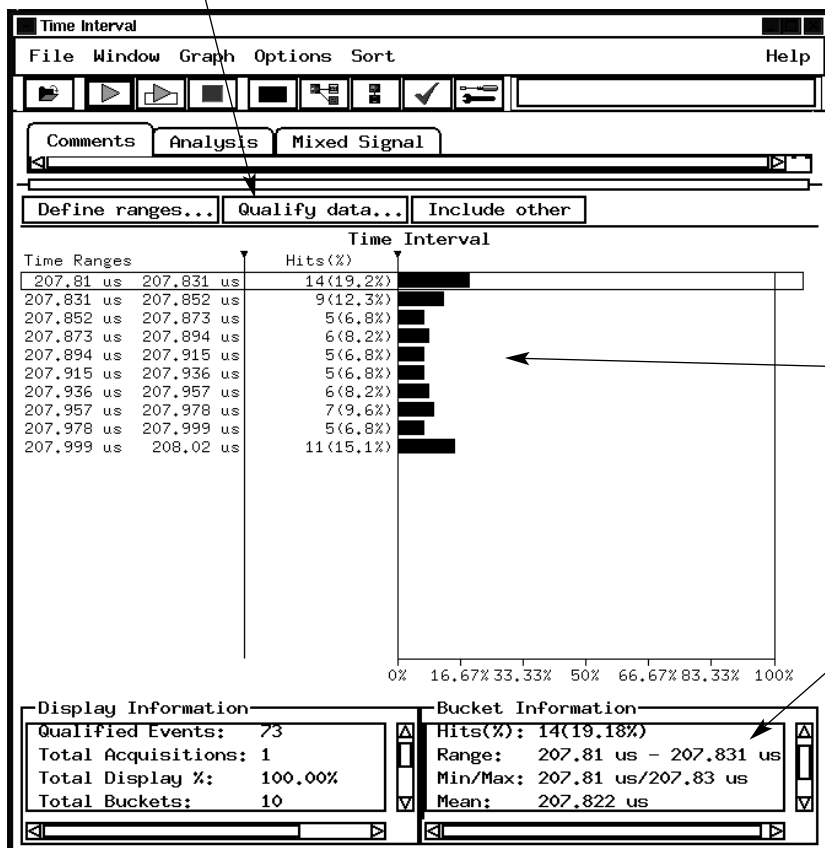 Time Interval
File Window Graph Options Sort Help
Comments Analysis Mixed Signal
Define ranges... Qualify data... Include other
Time Interval
Time Ranges Hits(%)
207.81 us 207.831 us 14(19.2%)
207.831 us 207.852 us 9(12.3%)
207.852 us 207.873 us 5(6.8%)
207.873 us 207.894 us 6(8.2%)
207.894 us 207.915 us 5(6.8%)
207.915 us 207.936 us 5(6.8%)
207.936 us 207.957 us 6(8.2%)
207.957 us 207.978 us 7(9.6%)
207.978 us 207.999 us 5(6.8%)
207.999 us 208.02 us 11(15.1%)
0% 16.67% 33.33% 50% 66.67% 83.33% 100%
Display Information
Qualified Events: 73
Total Acquisitions: 1
Total Display %: 100.00%
Total Buckets: 10
Bucket Information
Hits(%): 14(19.18%)
Range: 207.81 us - 207.831 us
Min/Max: 207.81 us/207.83 us
Mean: 207.822 us